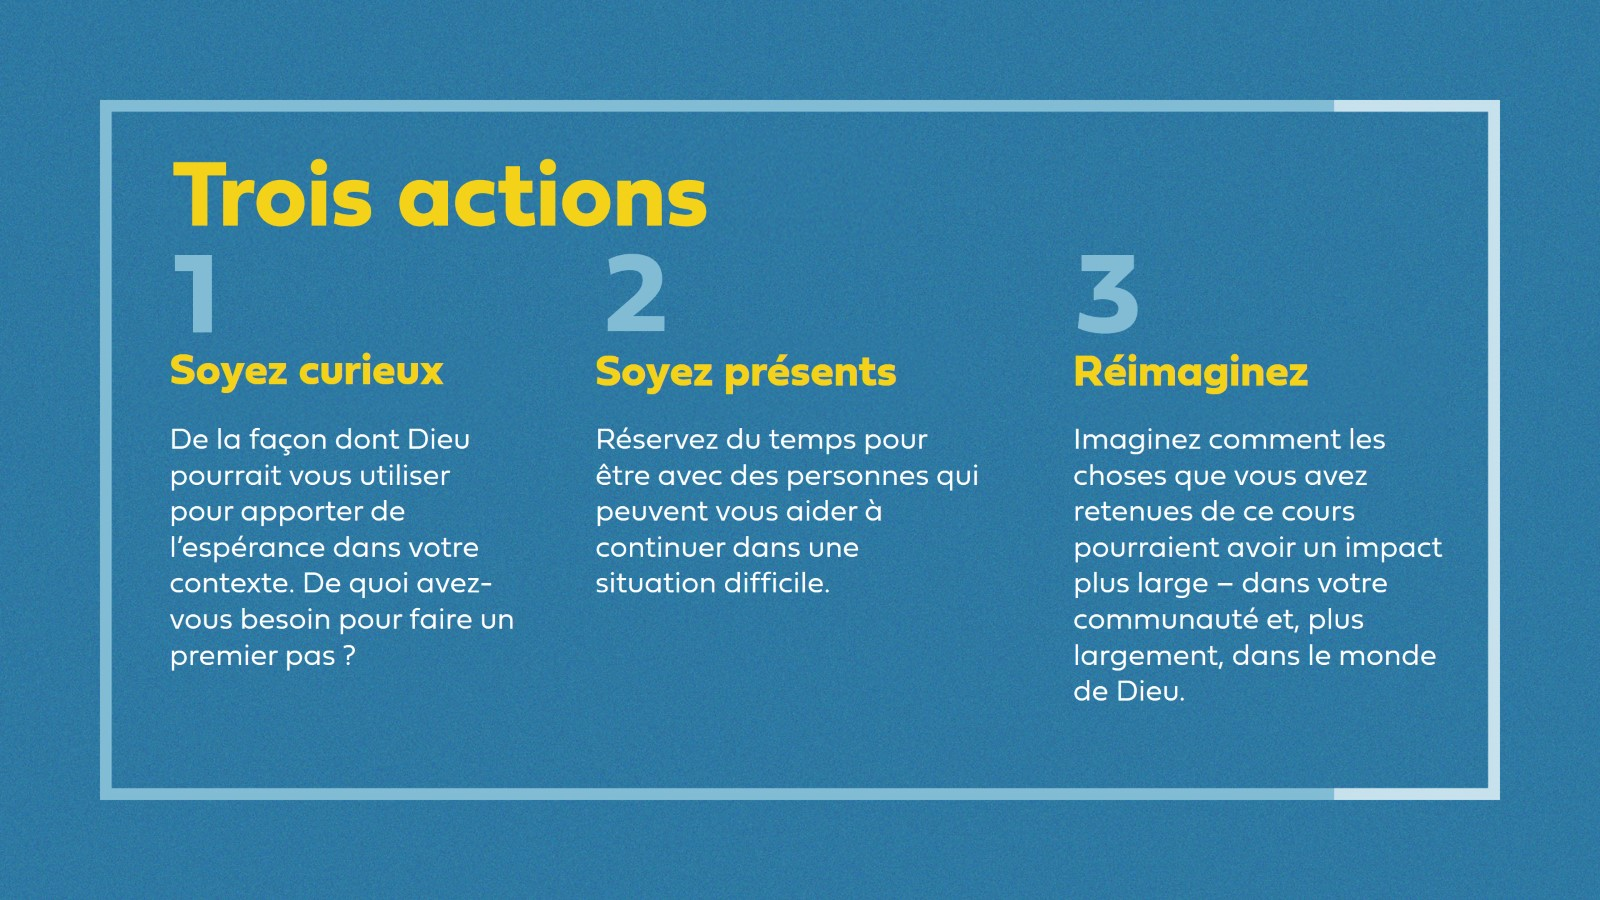 Trois actions
1
Soyez curieux
De la façon dont Dieu
pourrait vous utiliser
pour apporter de
l’espérance dans votre
contexte. De quoi avez-
vous besoin pour faire un
premier pas ?
2
Soyez présents
Réservez du temps pour
être avec des personnes qui
peuvent vous aider à
continuer dans une
situation difficile.
3
Réimaginez
Imaginez comment les
choses que vous avez
retenues de ce cours
pourraient avoir un impact
plus large – dans votre
communauté et, plus
largement, dans le monde
de Dieu.